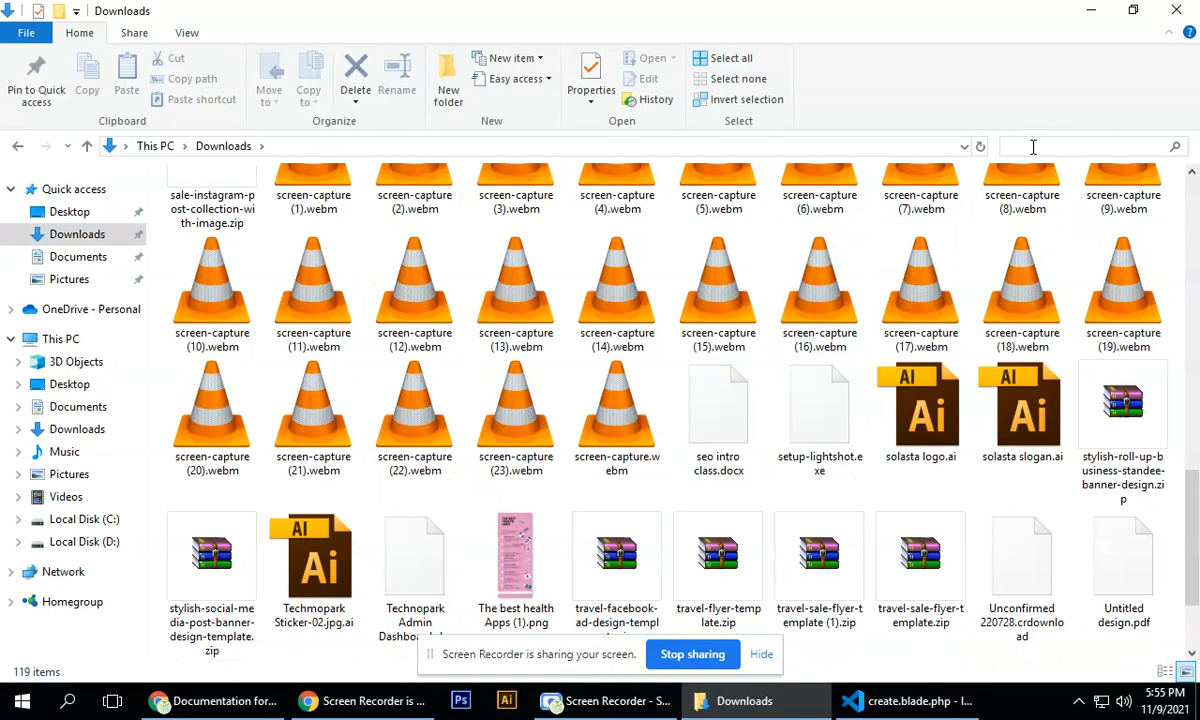 Downloads
File
Home
Share
View
Pin to Quick access
Copy
Paste
Cut
Copy path
Paste shortcut
Clipboard
Move to
Copy to
Delete
Rename
Organize
New folder
New item
Easy access
New
Properties
Open
Edit
History
Open
Select all
Select none
Invert selection
Select
This PC
Downloads
Quick access
Desktop
Downloads
Documents
Pictures
OneDrive - Personal
This PC
3D Objects
Desktop
Documents
Downloads
Music
Pictures
Videos
Local Disk (C:)
Local Disk (D:)
Network
Homegroup
sale-instagram-p
ost-collection-wi
th-image.zip
screen-capture
(1).webm
screen-capture
(2).webm
screen-capture
(3).webm
screen-capture
(4).webm
screen-capture
(5).webm
screen-capture
(6).webm
screen-capture
(7).webm
screen-capture
(8).webm
screen-capture
(9).webm
screen-capture
(10).webm
screen-capture
(11).webm
screen-capture
(12).webm
screen-capture
(13).webm
screen-capture
(14).webm
screen-capture
(15).webm
screen-capture
(16).webm
screen-capture
(17).webm
screen-capture
(18).webm
screen-capture
(19).webm
AI
Ai
AI
Ai
screen-capture
(20).webm
screen-capture
(21).webm
screen-capture
(22).webm
screen-capture
(23).webm
screen-capture.w
ebm
seo intro
class.docx
setup-lightshot.e
xe
solasta logo.ai
solasta slogan.ai
stylish-roll-up-b
usiness-standee-
banner-design.zi
p
AI
Ai
stylish-social-me
dia-post-banner-
design-template.
zip
Techmopark
Sticker-02.jpg.ai
Technopark
Admin
The best health
Apps (1).png
travel-facebook-
ad-design-templ
travel-flyer-temp
late.zip
travel-sale-flyer-t
emplate (1).zip
travel-sale-flyer-t
emplate.zip
Unconfirmed
220728.crdownlo
ad
Untitled
design.pdf
Screen Recorder is sharing your screen.
Stop sharing
Hide
119 items
Documentation for...
Screen Recorder is ...
Ps
Ai
Screen Recorder - S...
Downloads
create.blade.php - l...
5:55 PM
11/9/2021